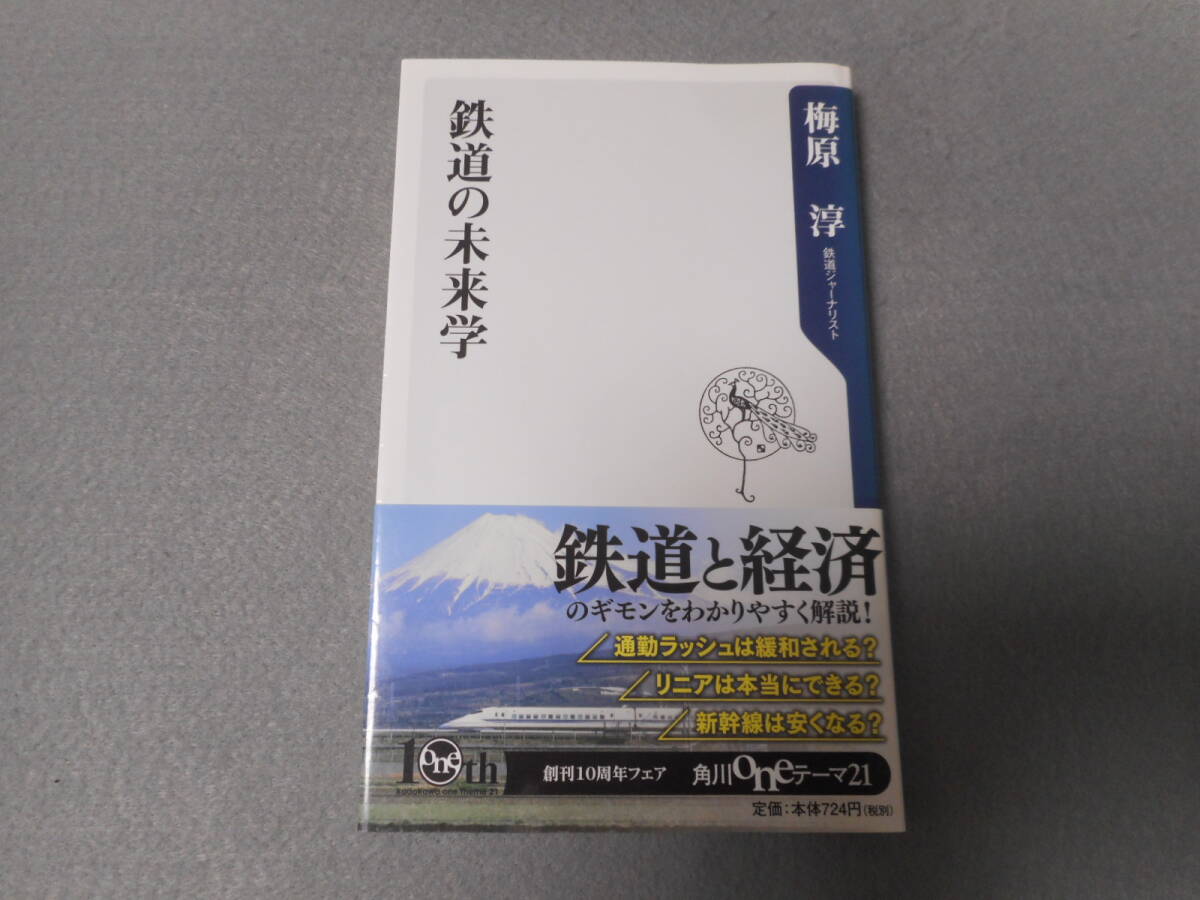 梅原 淳
鉄道ジャーナリスト
鉄道の未来学
鉄道と経済
のギモンをわかりやすく解説!
通勤ラッシュは緩和される?
リニアは本当にできる?
新幹線は安くなる?
10th
one
Kadokawa one Theme 21
創刊10周年フェア
角川oneテーマ21
定価:本体724円(税別)